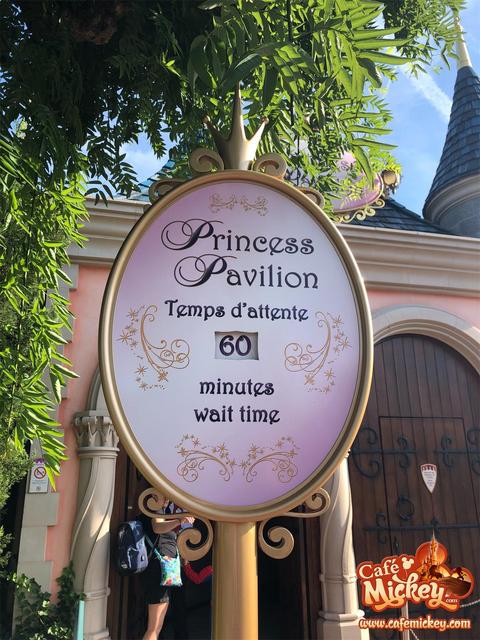 Princess
Pavilion
Temps d'attente
60
minutes
wait time
Café
Mickey.com
www.cafemickey.com